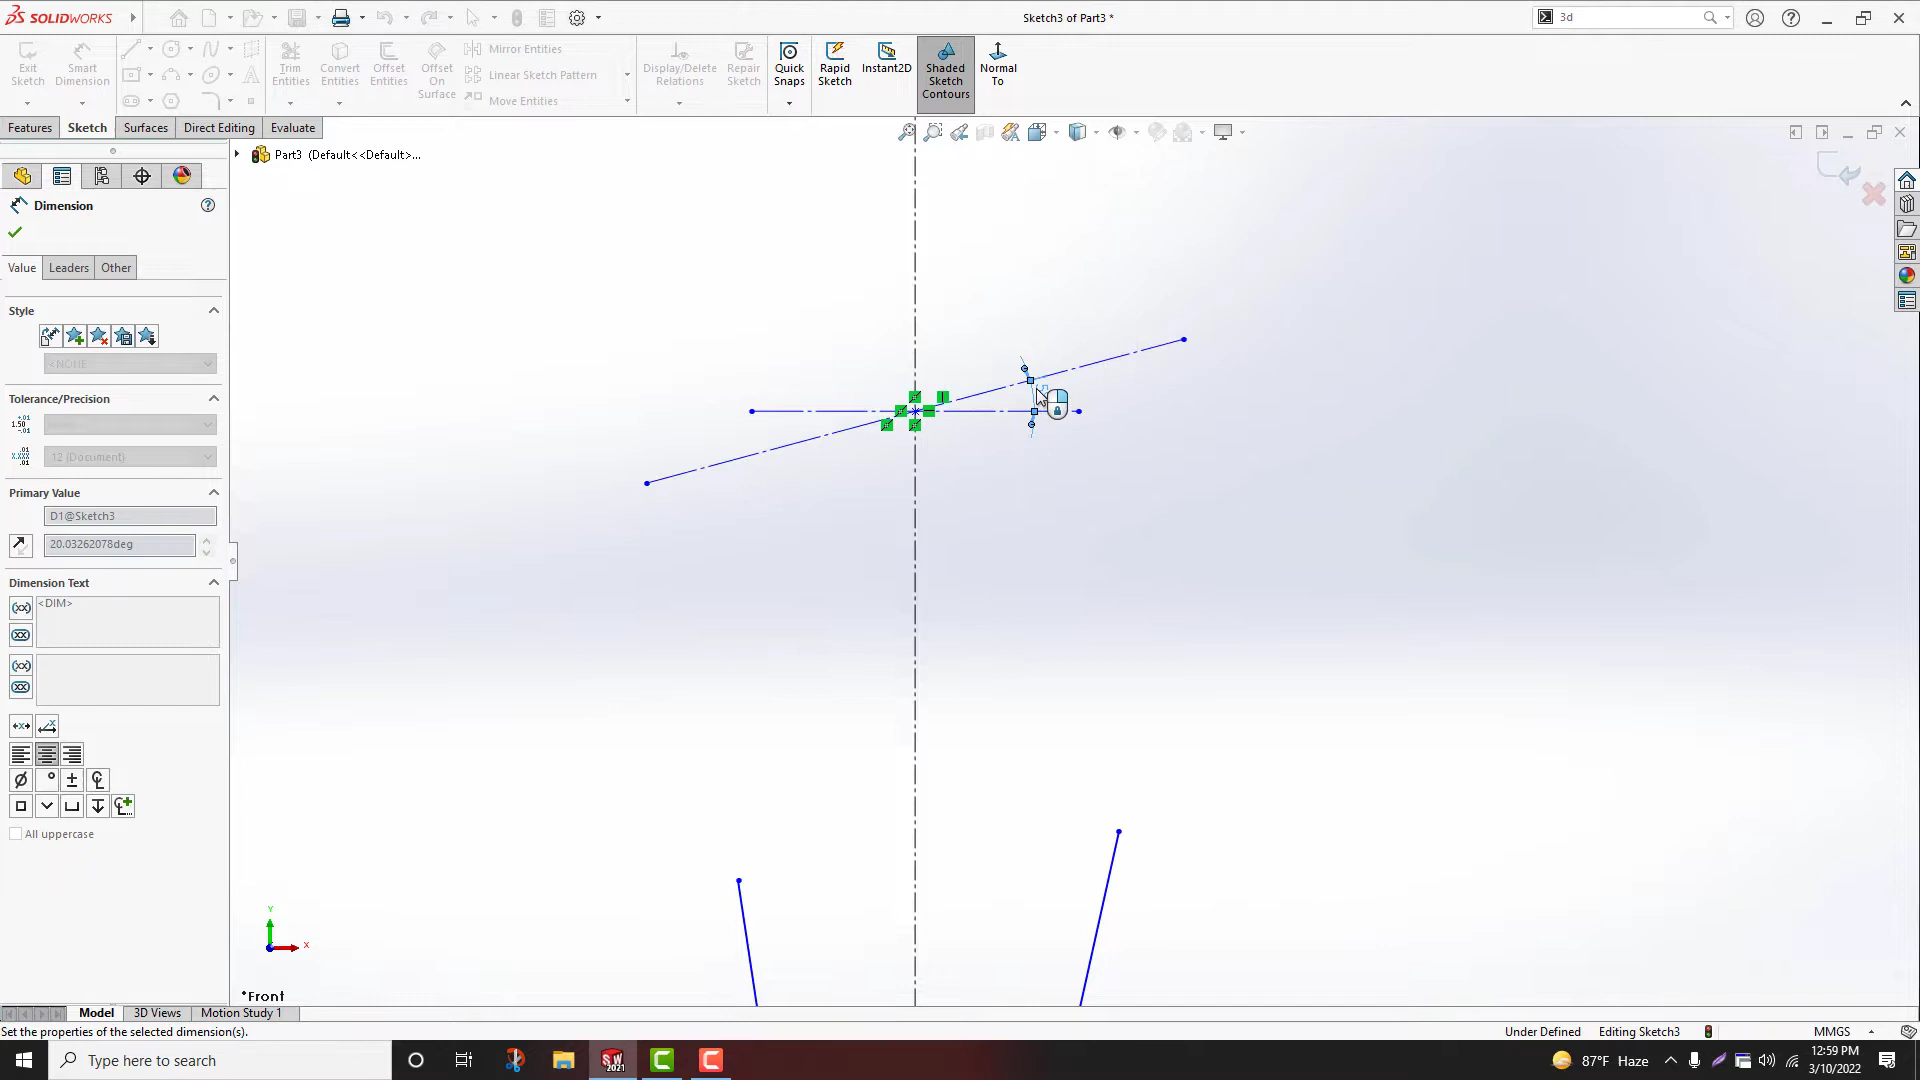 SOLIDWORKS
Sketch3 of Part3 *
3d
Exit Sketch
Smart Dimension
Trim Entities
Convert Entities
Offset Entities
Offset On Surface
Mirror Entities
Linear Sketch Pattern
Move Entities
Display/Delete Relations
Repair Sketch
Quick Snaps
Rapid Sketch
Instant2D
Shaded Sketch Contours
Normal To
Features
Sketch
Surfaces
Direct Editing
Evaluate
Part3 (Default<<Default>...
Dimension
Value
Leaders
Other
Style
<NONE>
Tolerance/Precision
12 (Document)
Primary Value
D1@Sketch3
20.03262078deg
Dimension Text
<DIM>
All uppercase
Y
X
*Front
Model
3D Views
Motion Study 1
Set the properties of the selected dimension(s).
Under Defined
Editing Sketch3
MMGS
Type here to search
87°F Haze
12:59 PM
3/10/2022